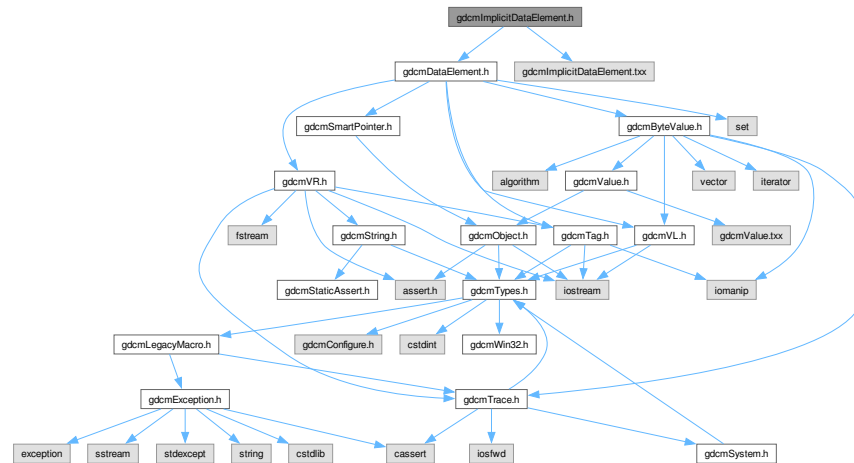 gdcmImplicitDataElement.h
gdcmDataElement.h
gdcmImplicitDataElement.txx
gdcmSmartPointer.h
gdcmByteValue.h
set
algorithm
gdcmValue.h
vector
iterator
gdcmVR.h
fstream
gdcmString.h
gdcmObject.h
gdcmTag.h
gdcmVL.h
gdcmValue.txx
gdcmStaticAssert.h
assert.h
gdcmTypes.h
iostream
iomanip
gdcmLegacyMacro.h
gdcmConfigure.h
cstdint
gdcmWin32.h
gdcmException.h
gdcmTrace.h
exception
sstream
stdexcept
string
cstdlib
cassert
iosfwd
gdcmSystem.h